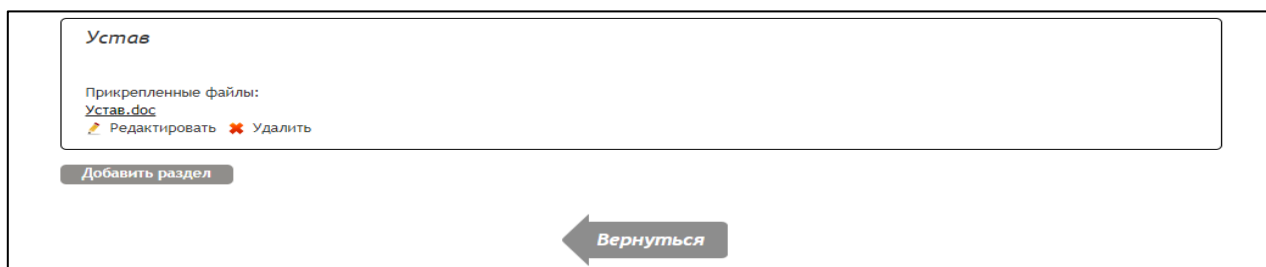 Устав
Прикрепленные файлы:
Устав.doc
Редактировать Удалить
Добавить раздел
Вернуться